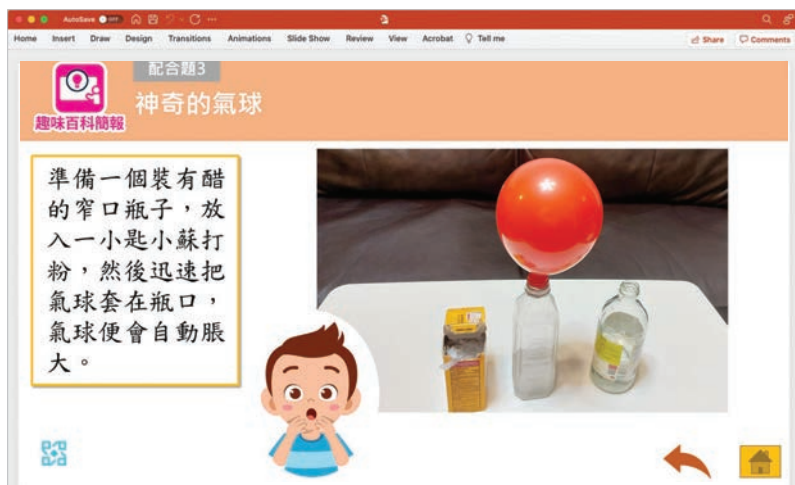 AutoSave OFF
Home Insert Draw Design Transitions Animations Slide Show Review View Acrobat Tell me Share Comments
配合題3
神奇的氣球
趣味百科簡報
準備一個裝有醋
的窄口瓶子，放
入一小匙小蘇打
粉，然後迅速把
氣球套在瓶口，
氣球便會自動脹
大。